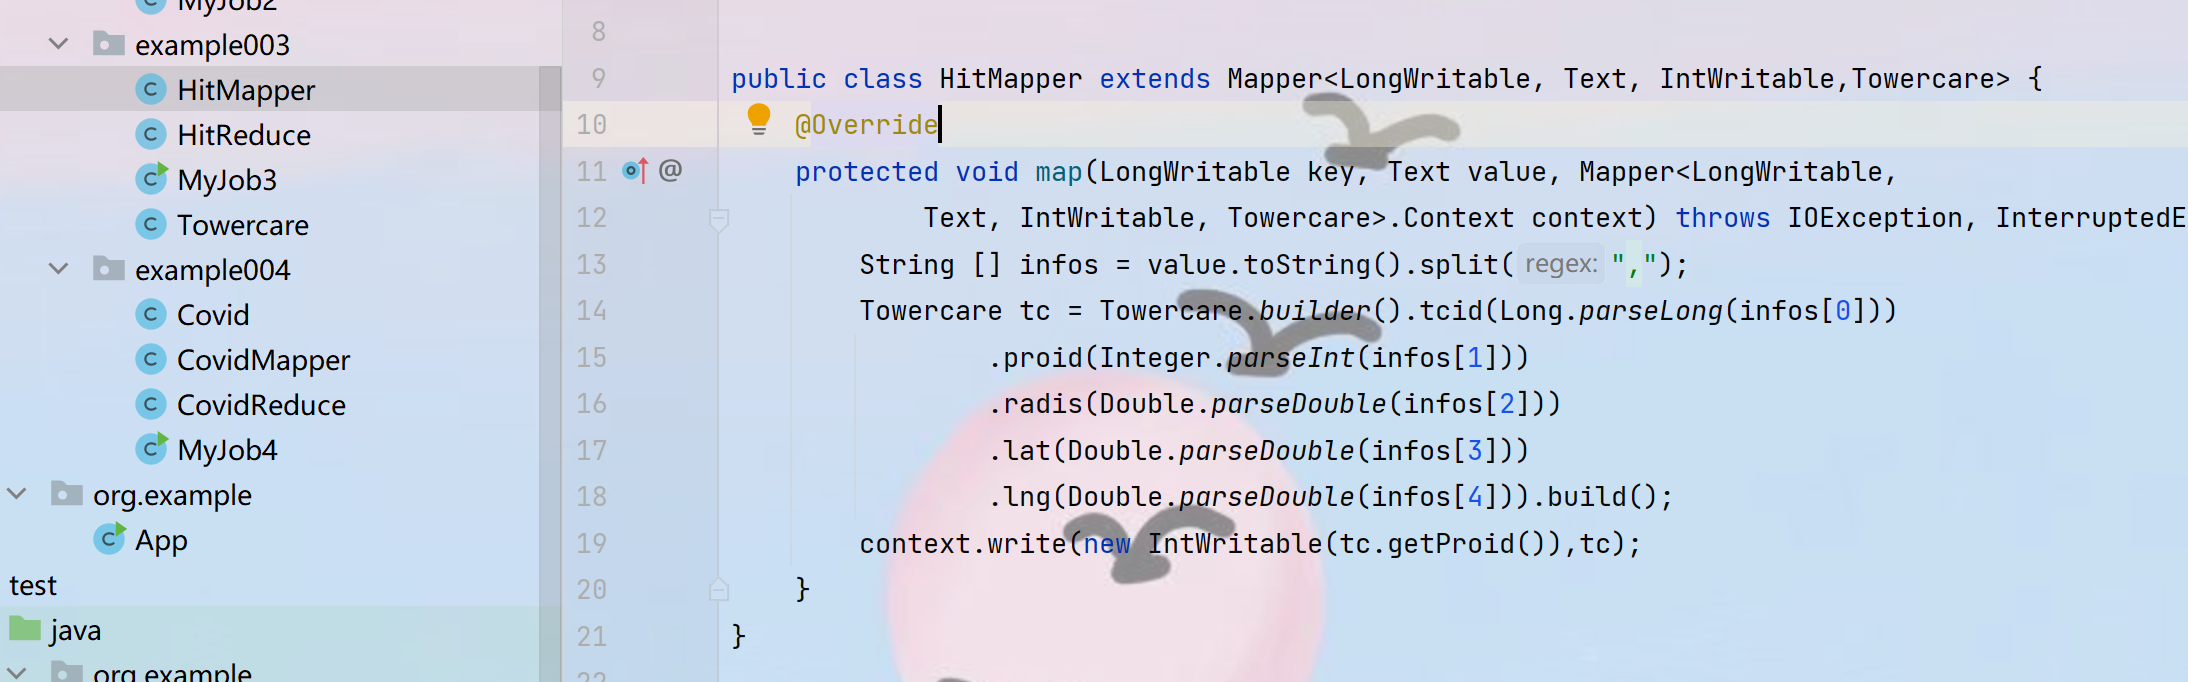 MyJob2
example003
HitMapper
HitReduce
MyJob3
Towercare
example004
Covid
CovidMapper
CovidReduce
MyJob4
org.example
App
test
java
org.example
8
9 public class HitMapper extends Mapper<LongWritable, Text, IntWritable,Towercare> {
10 @Override
11 @ protected void map(LongWritable key, Text value, Mapper<LongWritable,
12 Text, IntWritable, Towercare>.Context context) throws IOException, InterruptedE
13 String [] infos = value.toString().split( regex: ",");
14 Towercare tc = Towercare.builder().tcid(Long.parseLong(infos[0]))
15 .proid(Integer.parseInt(infos[1]))
16 .radis(Double.parseDouble(infos[2]))
17 .lat(Double.parseDouble(infos[3]))
18 .lng(Double.parseDouble(infos[4])).build();
19 context.write(new IntWritable(tc.getProid()),tc);
20 }
21 }
22